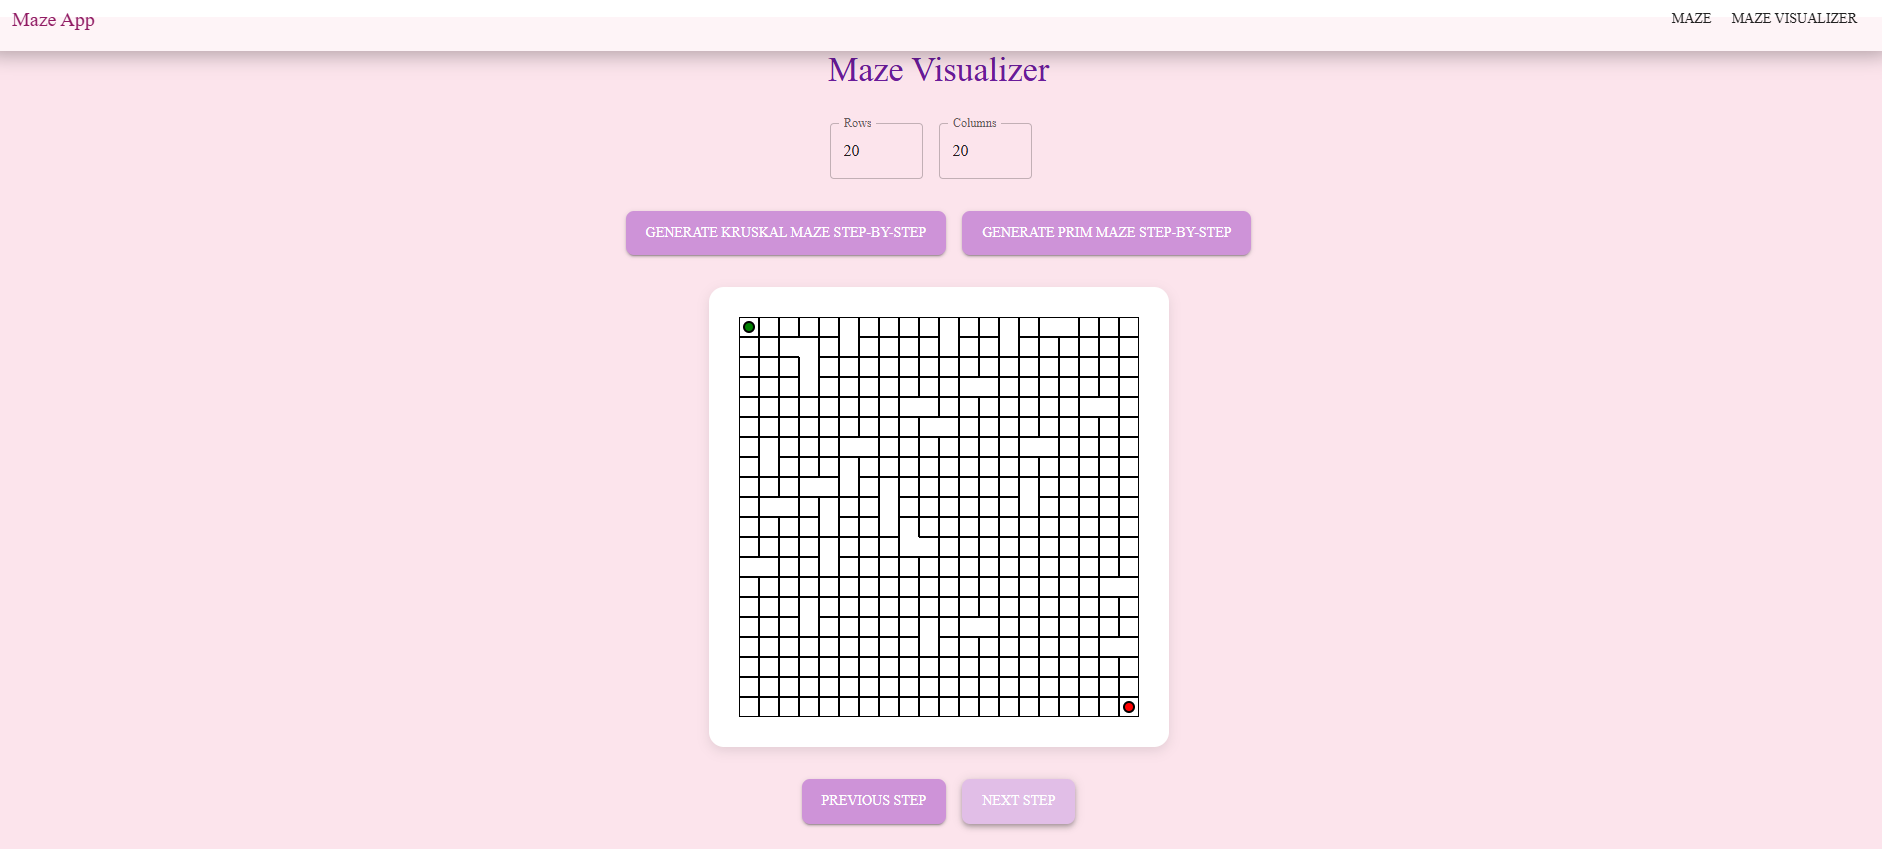 Maze App
MAZE
MAZE VISUALIZER
Maze Visualizer
Rows
Columns
20
20
GENERATE KRUSKAL MAZE STEP-BY-STEP
GENERATE PRIM MAZE STEP-BY-STEP
PREVIOUS STEP
NEXT STEP